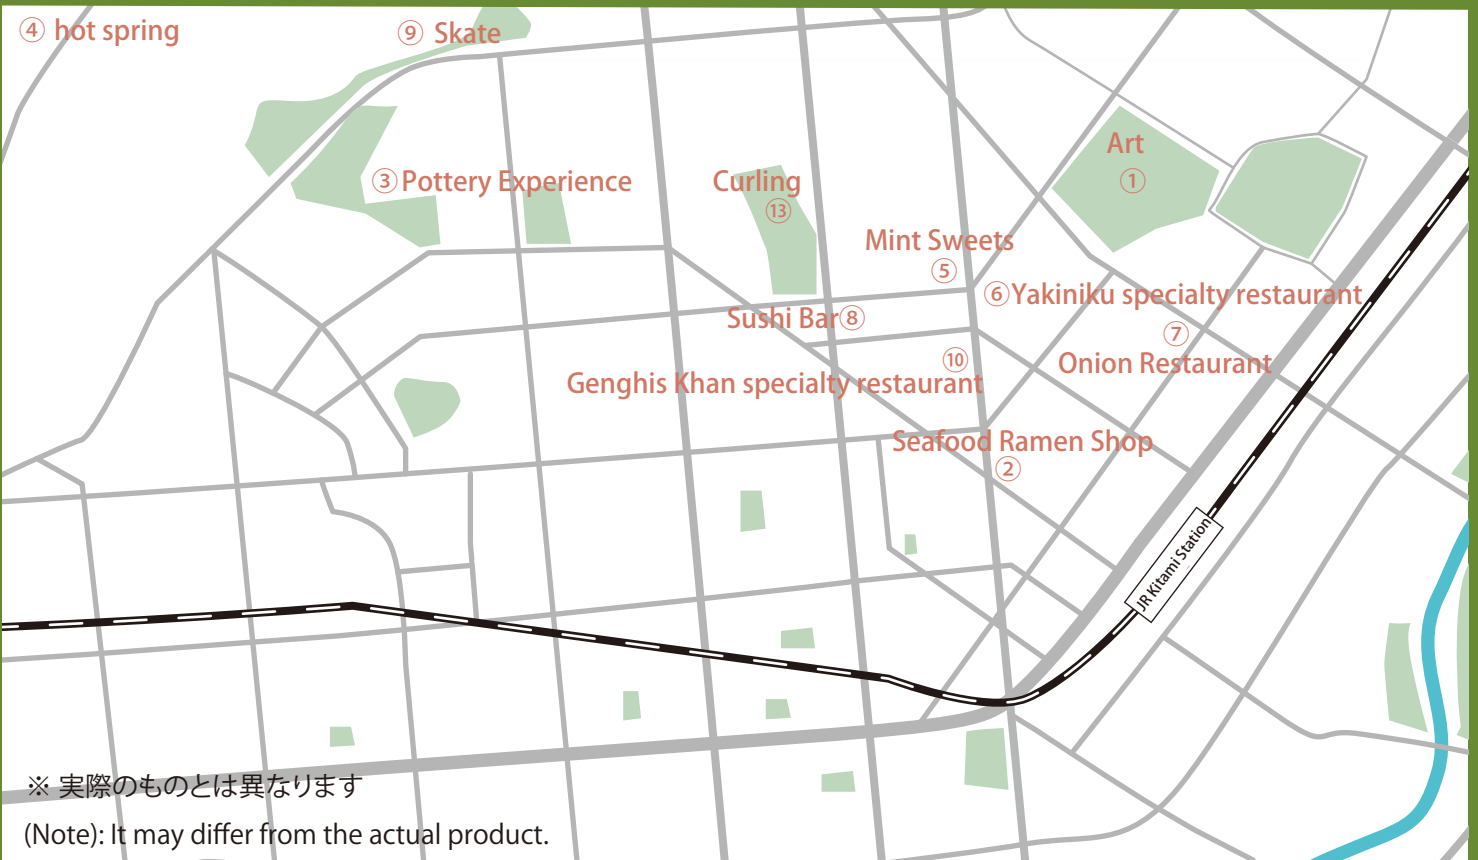 ④ hot spring
⑨ Skate
Art
①
③Pottery Experience
Curling
⑬
Mint Sweets
⑤
⑥Yakiniku specialty restaurant
Sushi Bar⑧
⑦
Onion Restaurant
⑩
Genghis Khan specialty restaurant
Seafood Ramen Shop
②
JR Kitami Station
※ 実際のものとは異なります
(Note): It may differ from the actual product.